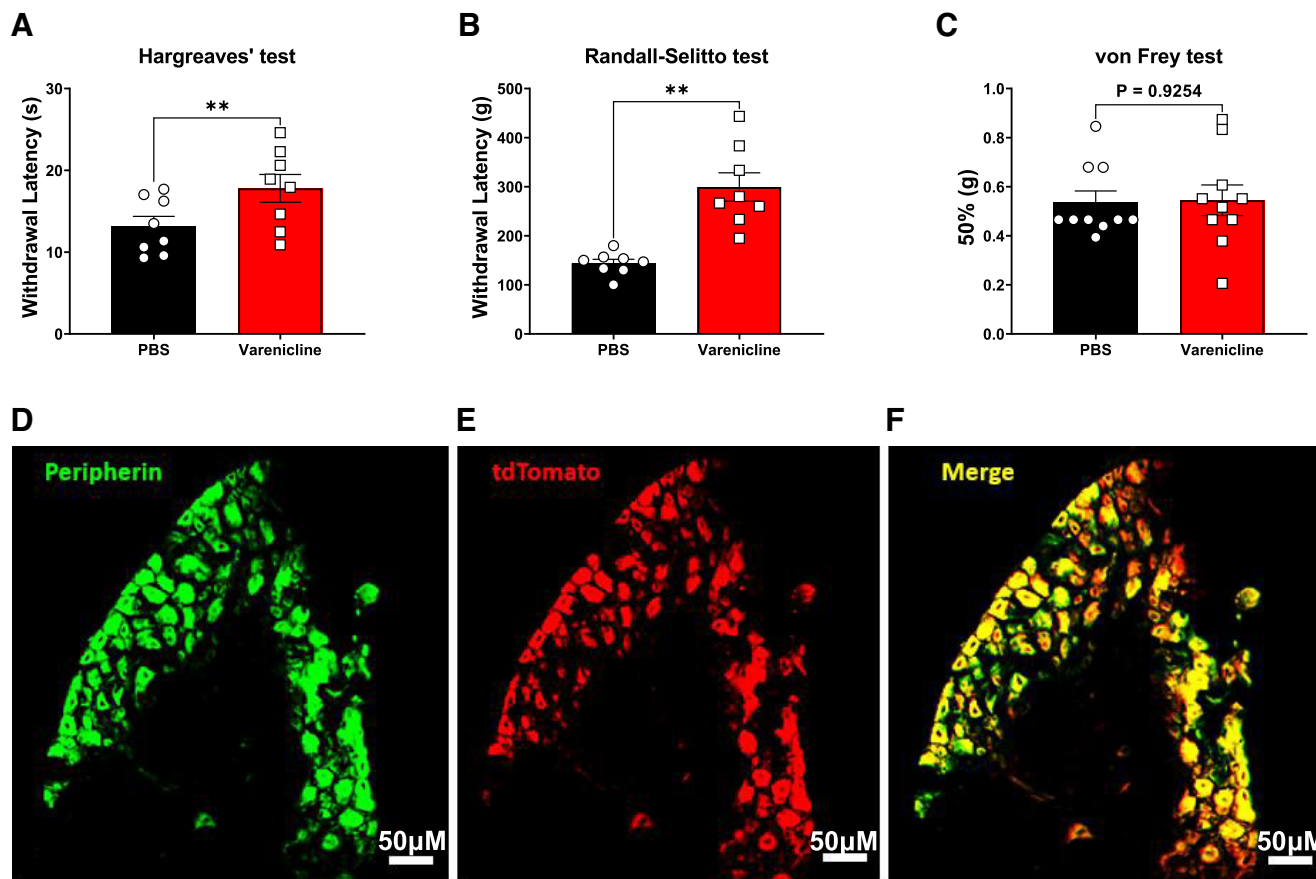 A
B
C
Hargreaves' test
Randall-Selitto test
von Frey test
Withdrawal Latency (s)
30
20
10
0
**
PBS
Varenicline
Withdrawal Latency (g)
500
400
300
200
100
0
**
PBS
Varenicline
50% (g)
1.0
0.8
0.6
0.4
0.2
0.0
P = 0.9254
PBS
Varenicline
D
E
F
Peripherin
tdTomato
Merge
50μM
50μM
50μM